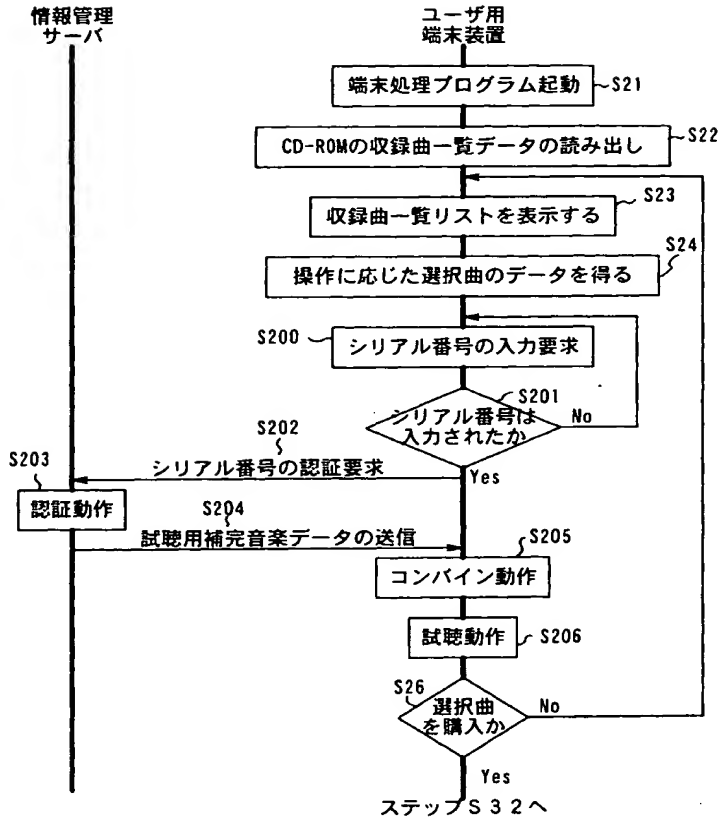 情報管理
サーバ
ユーザ用
端末装置
端末処理プログラム起動
S21
CD-ROMの収録曲一覧データの読み出し
S22
S23
収録曲一覧リストを表示する
S24
操作に応じた選択曲のデータを得る
S200
シリアル番号の入力要求
S201
シリアル番号は
入力されたか
No
S202
シリアル番号の認証要求
Yes
S203
認証動作
S204
試聴用補完音楽データの送信
S205
コンバイン動作
試聴動作
S206
S26
選択曲
を購入か
No
Yes
ステップS32へ